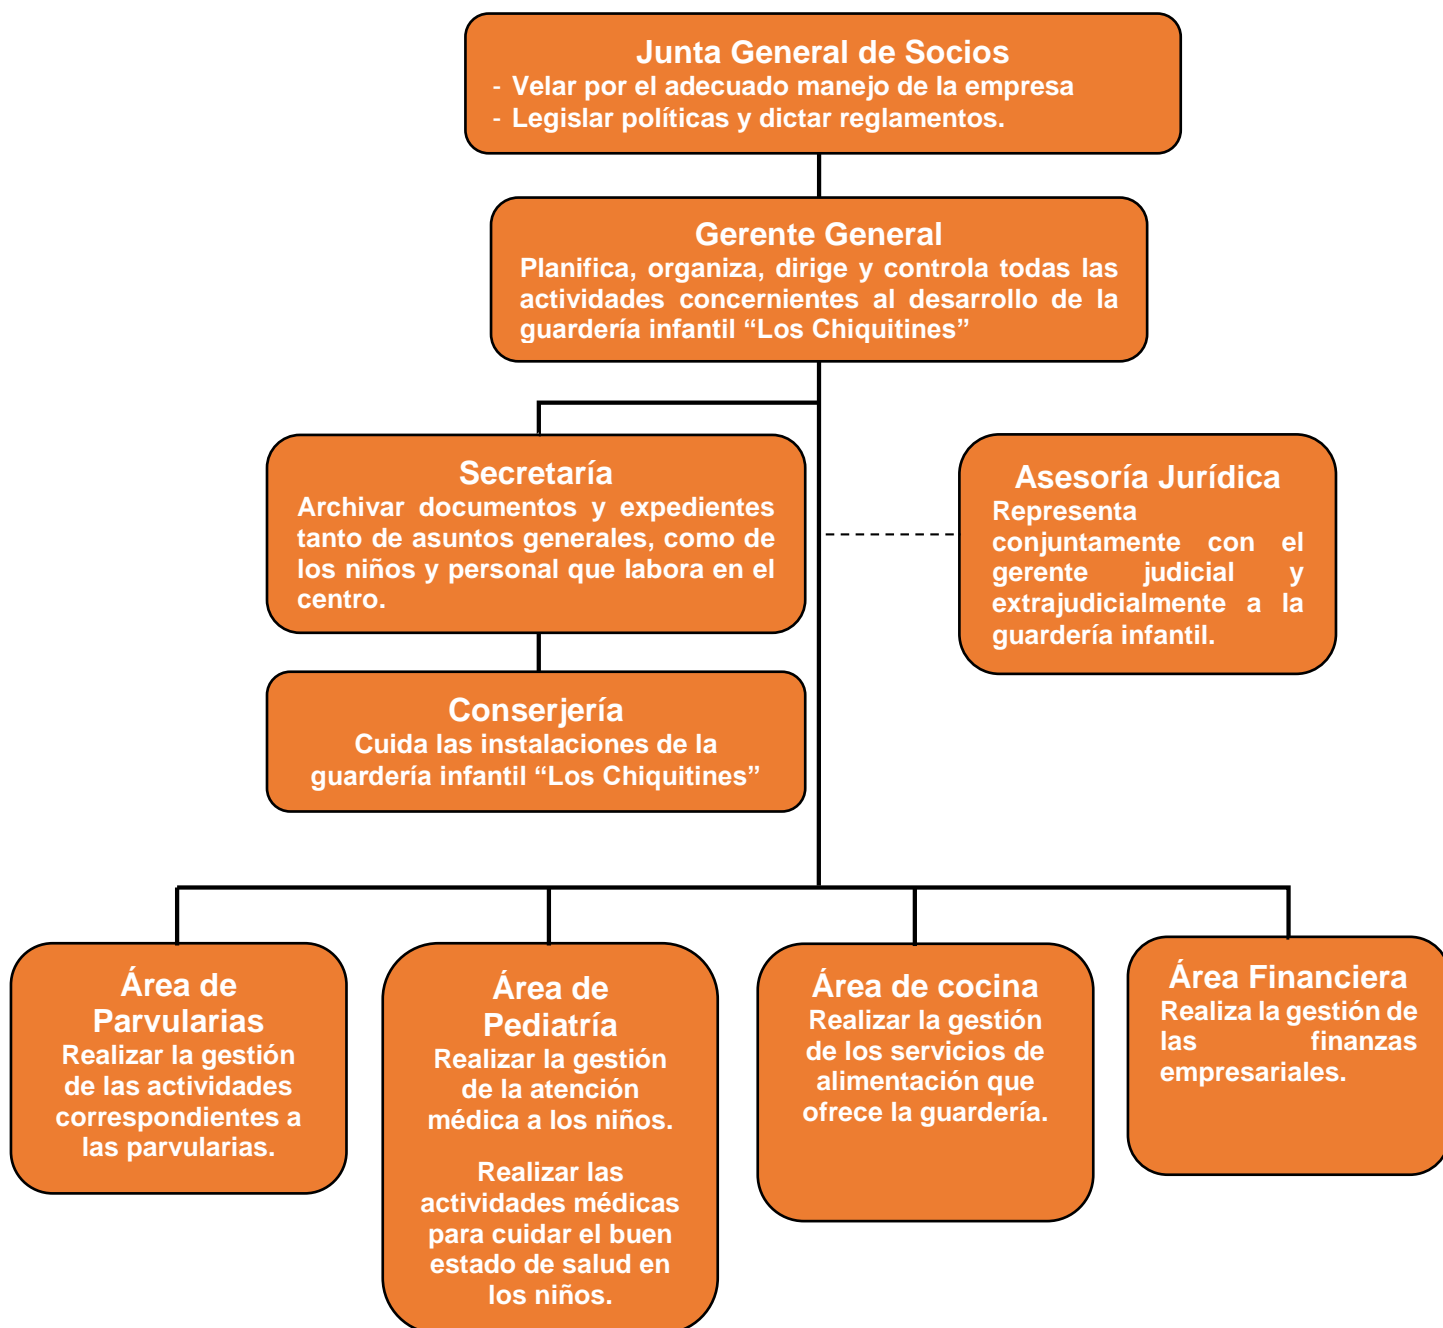 Junta General de Socios
- Velar por el adecuado manejo de la empresa
- Legislar políticas y dictar reglamentos.
Gerente General
Planifica, organiza, dirige y controla todas las
actividades concernientes al desarrollo de la
guardería infantil “Los Chiquitines”
Secretaría
Archivar documentos y expedientes
tanto de asuntos generales, como de
los niños y personal que labora en el
centro.
Asesoría Jurídica
Representa
conjuntamente con el
gerente judicial y
extrajudicialmente a la
guardería infantil.
Conserjería
Cuida las instalaciones de la
guardería infantil “Los Chiquitines”
Área de
Parvularias
Realizar la gestión
de las actividades
correspondientes a
las parvularias.
Área de
Pediatría
Realizar la gestión
de la atención
médica a los niños.
Realizar las
actividades médicas
para cuidar el buen
estado de salud en
los niños.
Área de cocina
Realizar la gestión
de los servicios de
alimentación que
ofrece la guardería.
Área Financiera
Realiza la gestión de
las finanzas
empresariales.